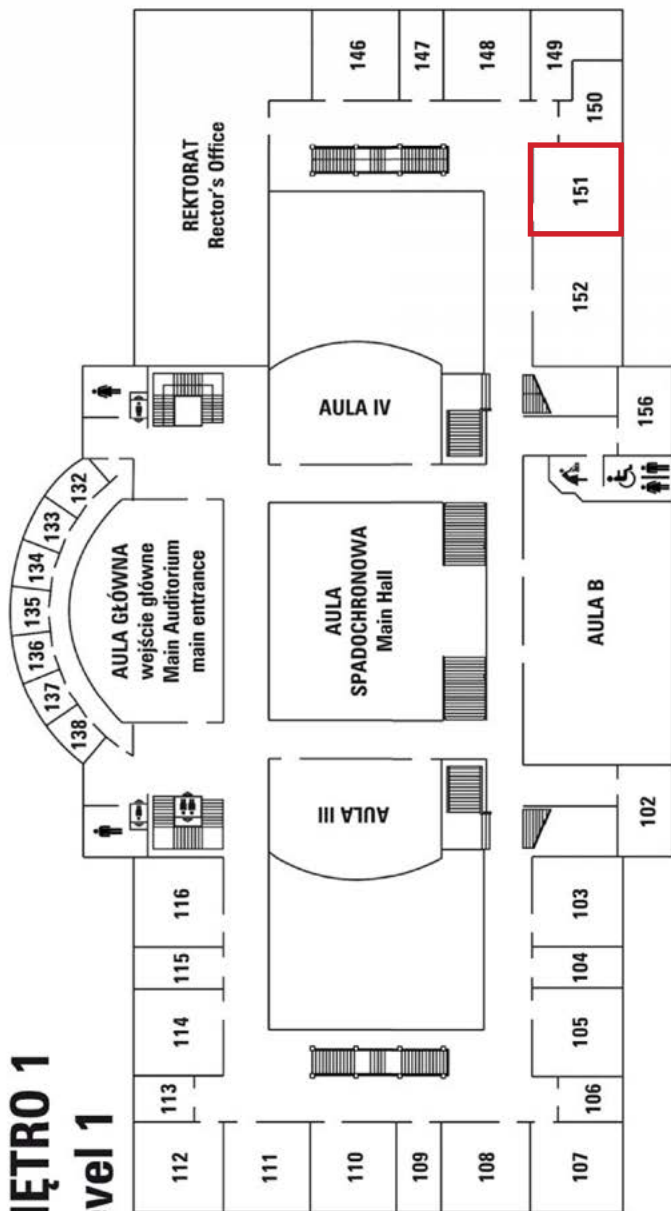 IĘTRO 1
vel 1
138
137
136
135
134
133
132
AULA GŁÓWNA
wejście główne
Main Auditorium
main entrance
112
113
114
115
116
REKTORAT
Rector's Office
111
110
109
108
107
AULA III
AULA
SPADOCHRONOWA
Main Hall
AULA IV
146
147
148
149
150
106
105
104
103
102
AULA B
156
152
151